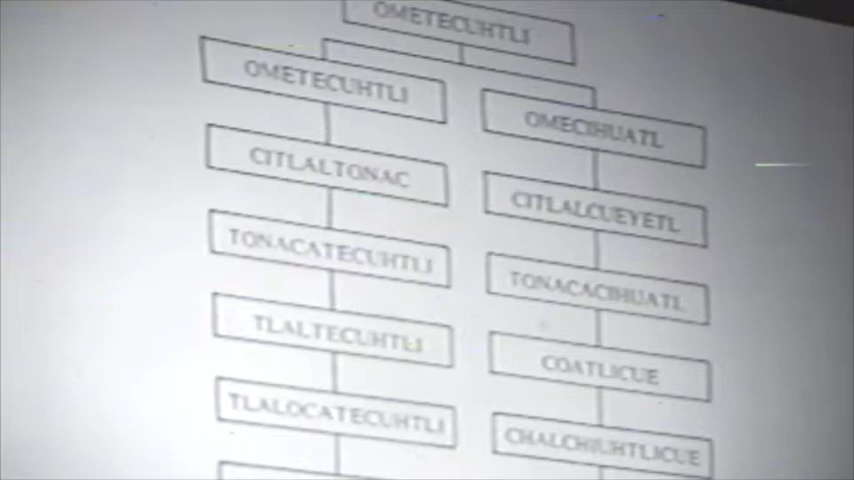 OMETECUHTLI
OMETECUHTLI
OMECIHUATL
CITLALTONAC
CITLALCUEYETL
TONACATECUHTLI
TONACACIHUATL
TLALTECUHTLI
COATLICUE
TLALOCATECUHTLI
CHALCHIUHTLICUE